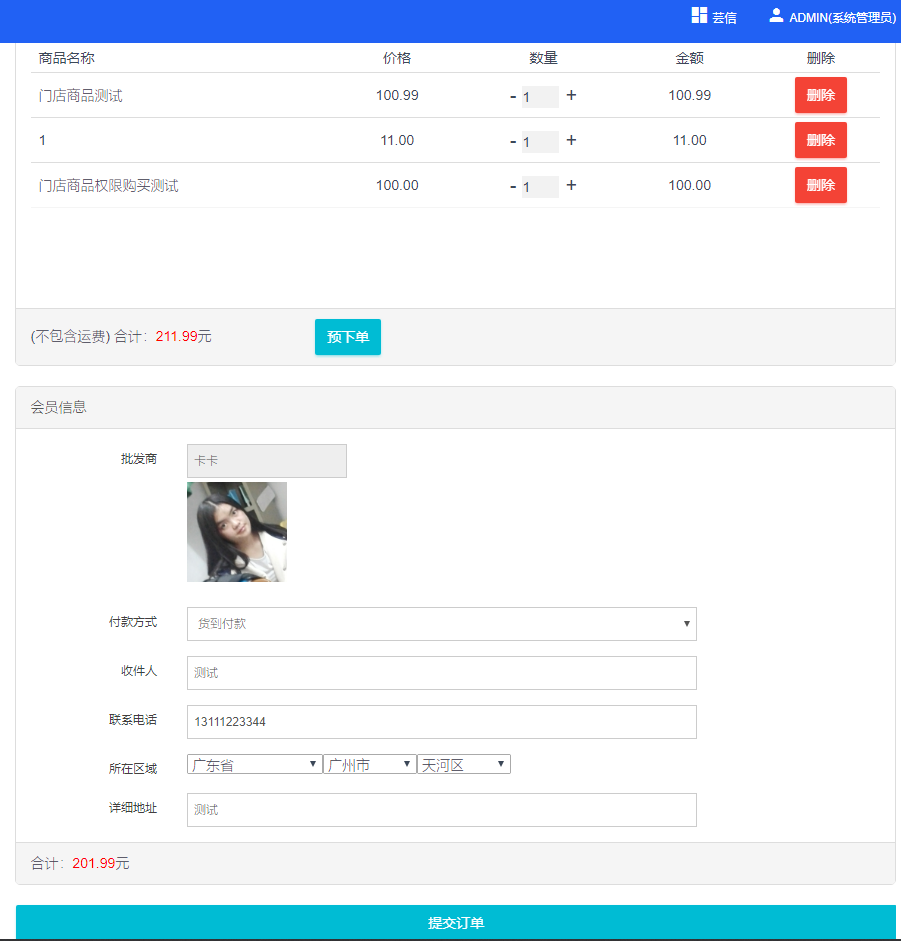 芸信 ADMIN(系统管理员)
商品名称 价格 数量 金额 删除
门店商品测试 100.99 - 1 + 100.99 删除
1 11.00 - 1 + 11.00 删除
门店商品权限购买测试 100.00 - 1 + 100.00 删除
(不包含运费) 合计：211.99元 预下单
会员信息
批发商 卡卡
付款方式 货到付款
收件人 测试
联系电话 13111223344
所在区域 广东省 广州市 天河区
详细地址 测试
合计：201.99元
提交订单